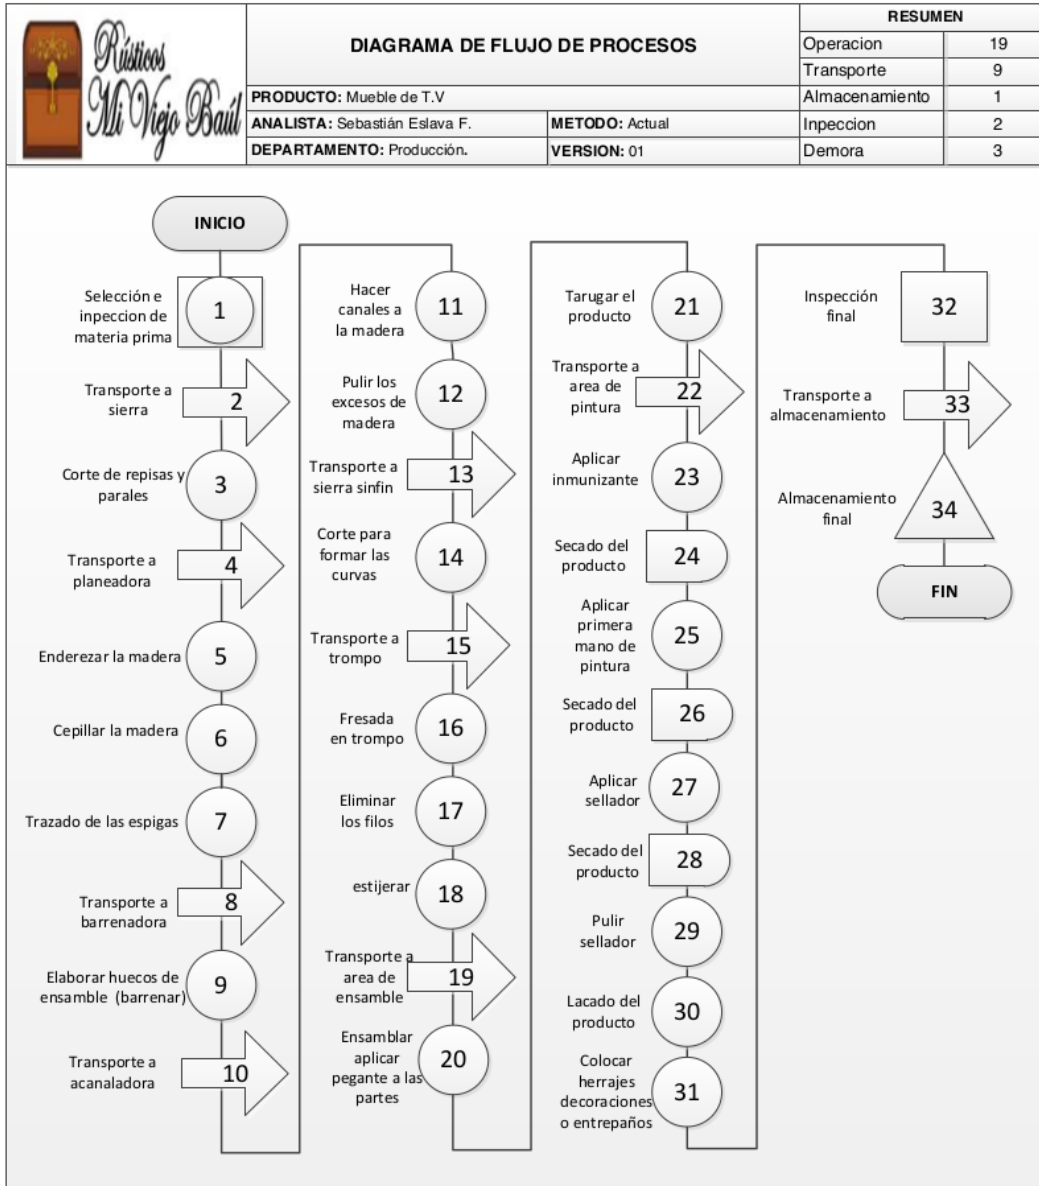 Rústicos
Mi Viejo Baúl
DIAGRAMA DE FLUJO DE PROCESOS
PRODUCTO: Mueble de T.V
ANALISTA: Sebastián Eslava F.
METODO: Actual
DEPARTAMENTO: Producción.
VERSION: 01
RESUMEN
Operacion 19
Transporte 9
Almacenamiento 1
Inpeccion 2
Demora 3
INICIO
Selección e
inpeccion de
materia prima
1
Transporte a
sierra
2
Corte de repisas y
parales
3
Transporte a
planeadora
4
Enderezar la madera
5
Cepillar la madera
6
Trazado de las espigas
7
Transporte a
barrenadora
8
Elaborar huecos de
ensamble (barrenar)
9
Transporte a
acanaladora
10
Hacer
canales a
la madera
11
Pulir los
excesos de
madera
12
Transporte a
sierra sinfin
13
Corte para
formar las
curvas
14
Transporte a
trompo
15
Fresada
en trompo
16
Eliminar
los filos
17
estijerar
18
Transporte a
area de
ensamble
19
Ensamblar
aplicar
pegante a las
partes
20
Tarugar el
producto
21
Transporte a
area de
pintura
22
Aplicar
inmunizante
23
Secado del
producto
24
Aplicar
primera
mano de
pintura
25
Secado del
producto
26
Aplicar
sellador
27
Secado del
producto
28
Pulir
sellador
29
Lacado del
producto
30
Colocar
herrajes
decoraciones
o entrepaños
31
Inspección
final
32
Transporte a
almacenamiento
33
Almacenamiento
final
34
FIN